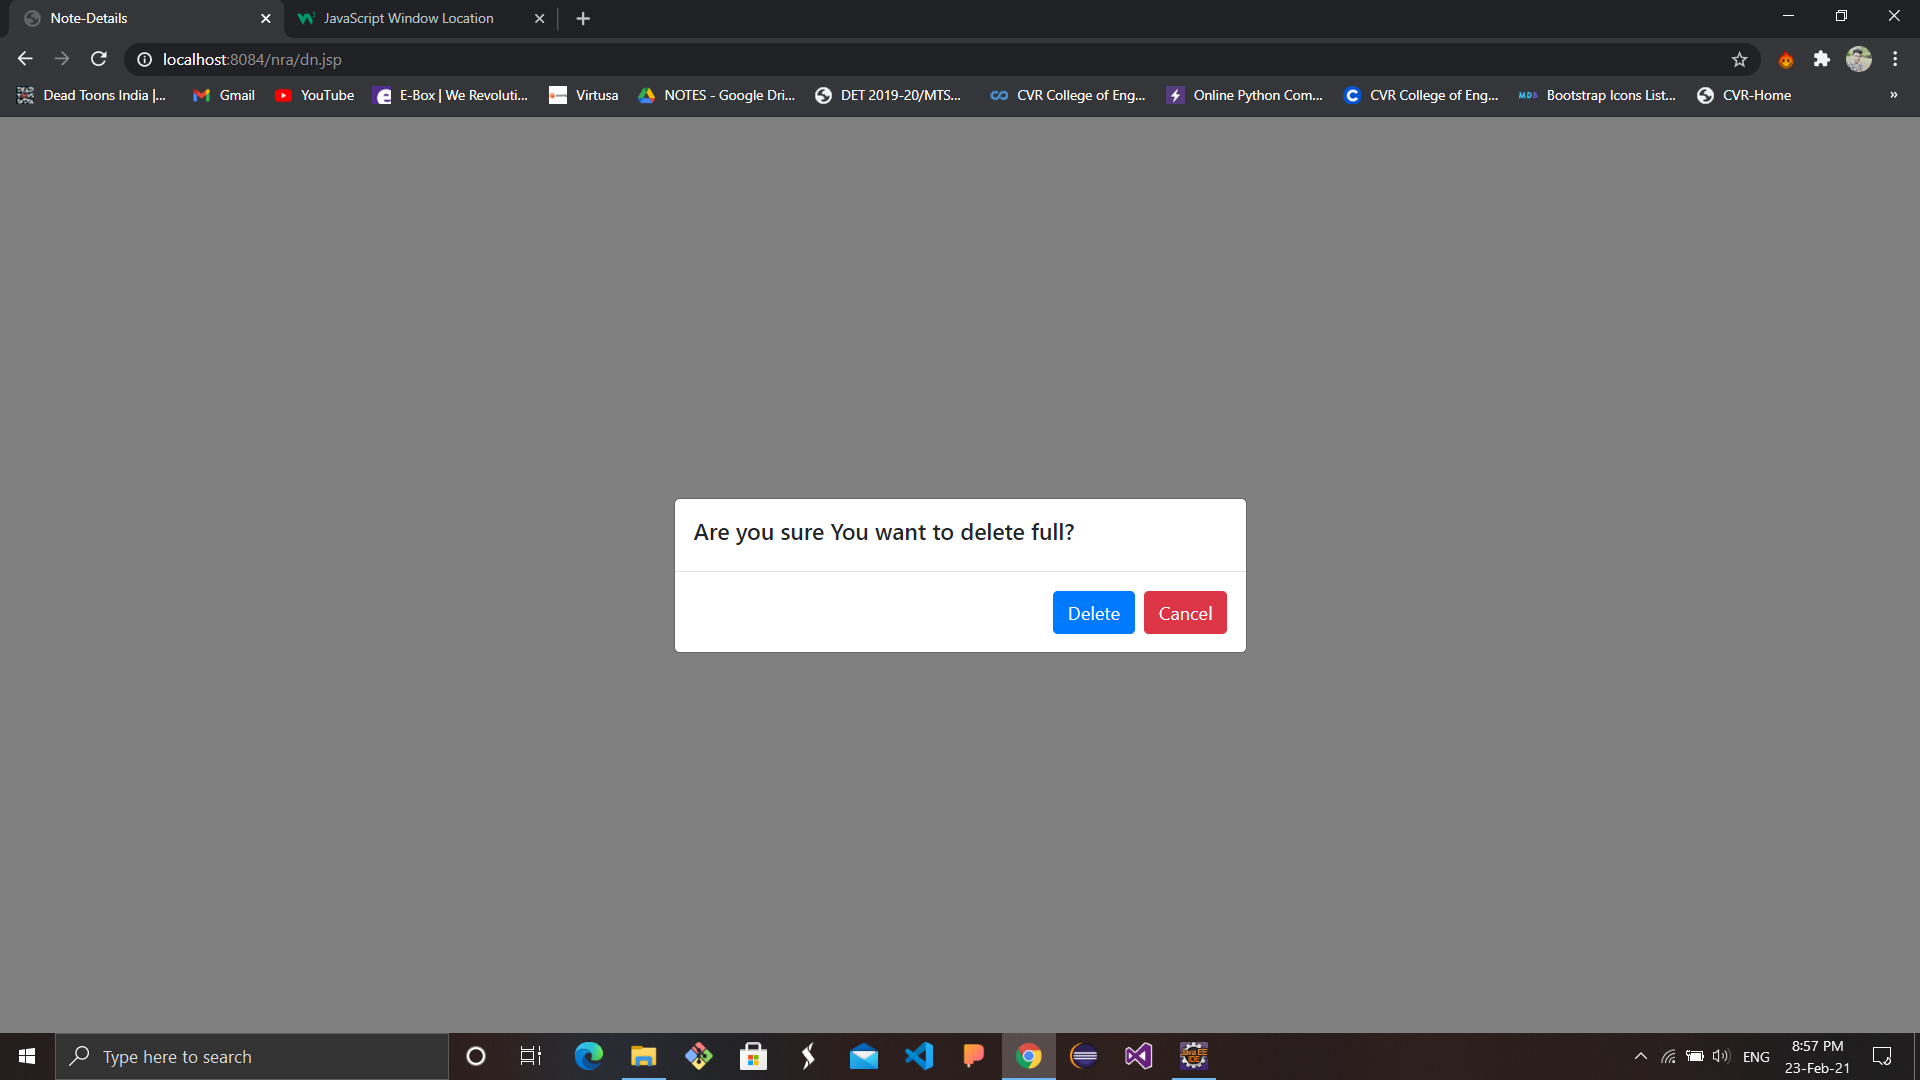 Note-Details
JavaScript Window Location
localhost:8084/nra/dn.jsp
Dead Toons India |... Gmail YouTube E-Box | We Revoluti... Virtusa NOTES - Google Dri... DET 2019-20/MTS... CVR College of Eng... Online Python Com... CVR College of Eng... MDB Bootstrap Icons List... CVR-Home »
Are you sure You want to delete full?
Delete Cancel
Type here to search
ENG
8:57 PM
23-Feb-21